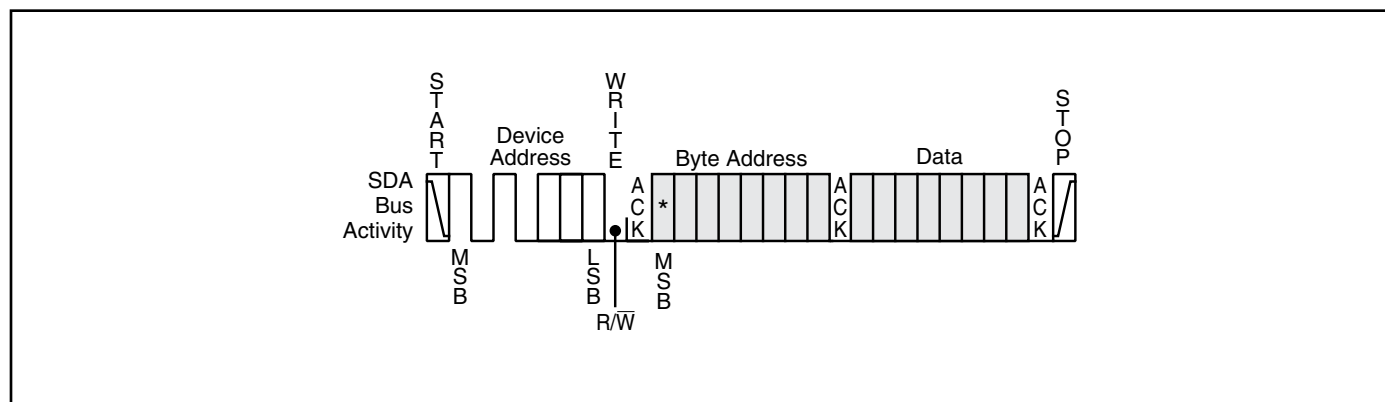 START
WRITE
STOP
Device
Address
Byte Address
Data
SDA
Bus
Activity
ACK
*
ACK
ACK
MSB
LSB
MSB
R/W̅